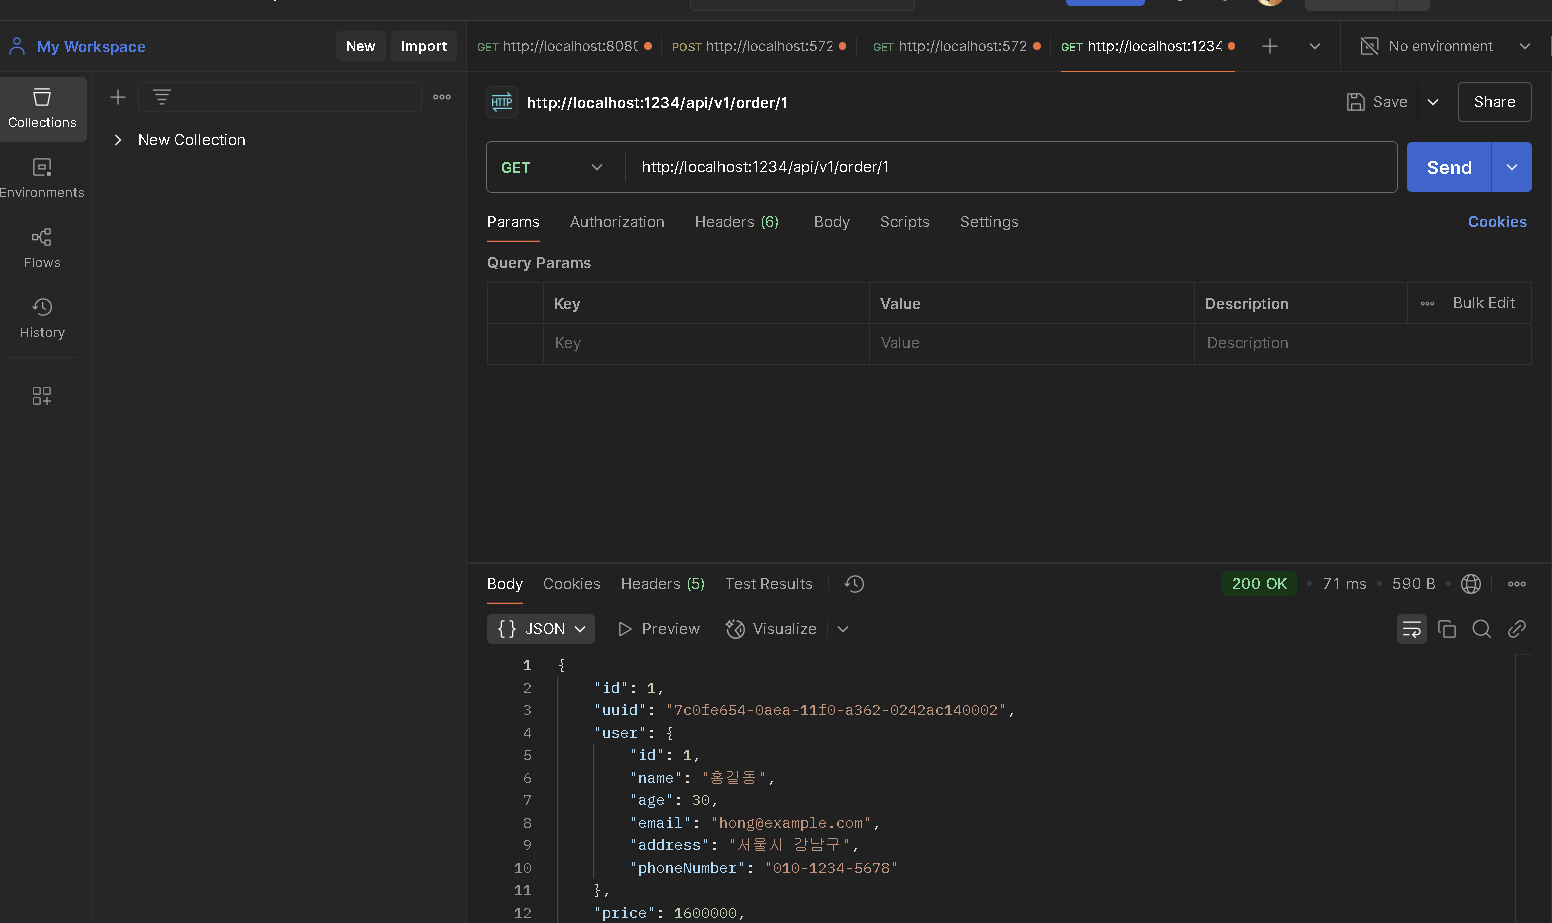 My Workspace
New
Import
GET http://localhost:8080
POST http://localhost:572
GET http://localhost:572
GET http://localhost:1234
No environment
Collections
Environments
Flows
History
New Collection
HTTP
http://localhost:1234/api/v1/order/1
Save
Share
GET
http://localhost:1234/api/v1/order/1
Send
Params
Authorization
Headers (6)
Body
Scripts
Settings
Cookies
Query Params
Key
Value
Description
Bulk Edit
Key
Value
Description
Body
Cookies
Headers (5)
Test Results
200 OK
71 ms
590 B
{} JSON
Preview
Visualize
1 {
2 "id": 1,
3 "uuid": "7c0fe654-0aea-11f0-a362-0242ac140002",
4 "user": {
5 "id": 1,
6 "name": "홍길동",
7 "age": 30,
8 "email": "hong@example.com",
9 "address": "서울시 강남구",
10 "phoneNumber": "010-1234-5678"
11 },
12 "price": 1600000,